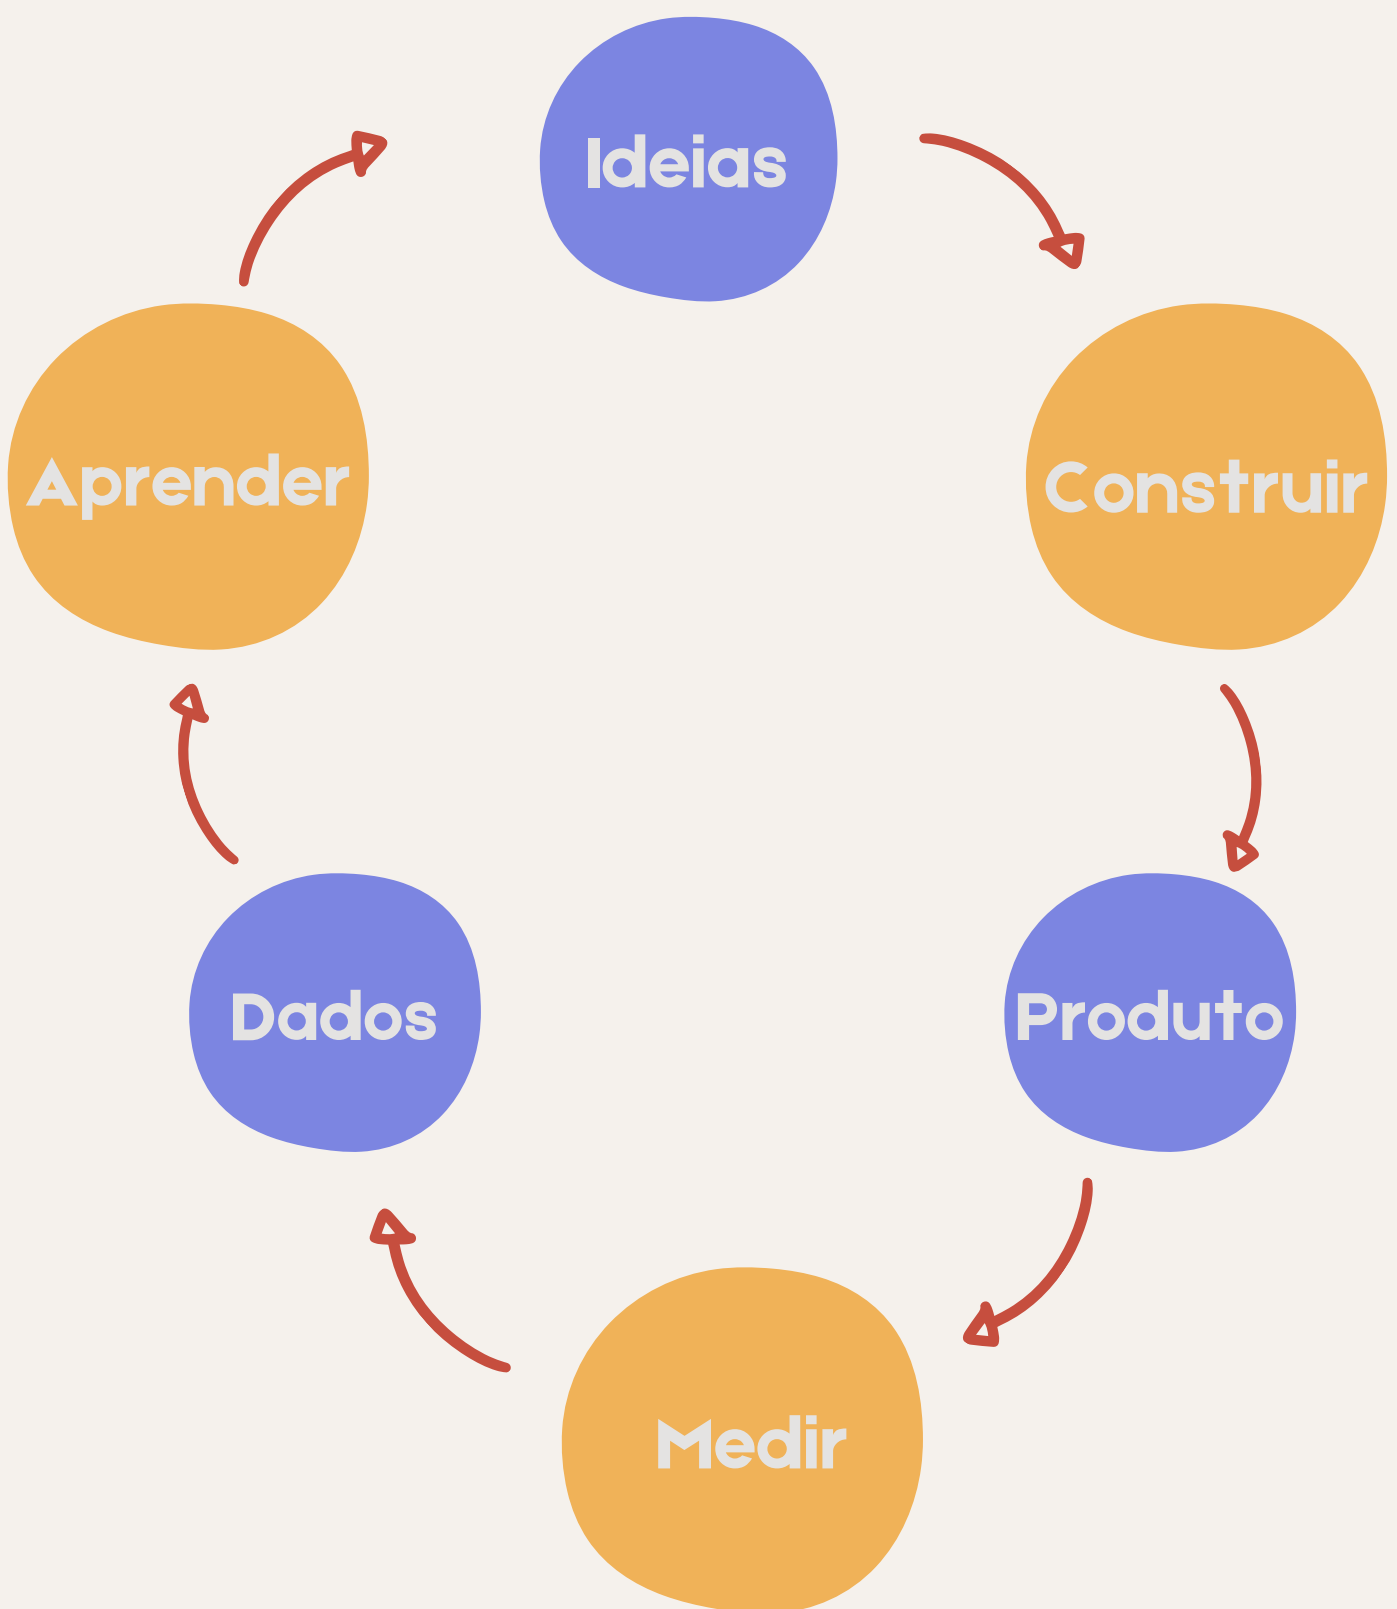 Ideias
Aprender
Construir
Dados
Produto
Medir